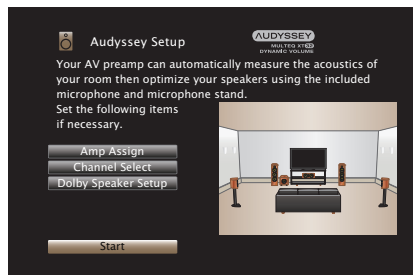 Audyssey Setup
AUDYSSEY
MULTEQ XT32
DYNAMIC VOLUME
Your AV preamp can automatically measure the acoustics of
your room then optimize your speakers using the included
microphone and microphone stand.
Set the following items
if necessary.
Amp Assign
Channel Select
Dolby Speaker Setup
Start